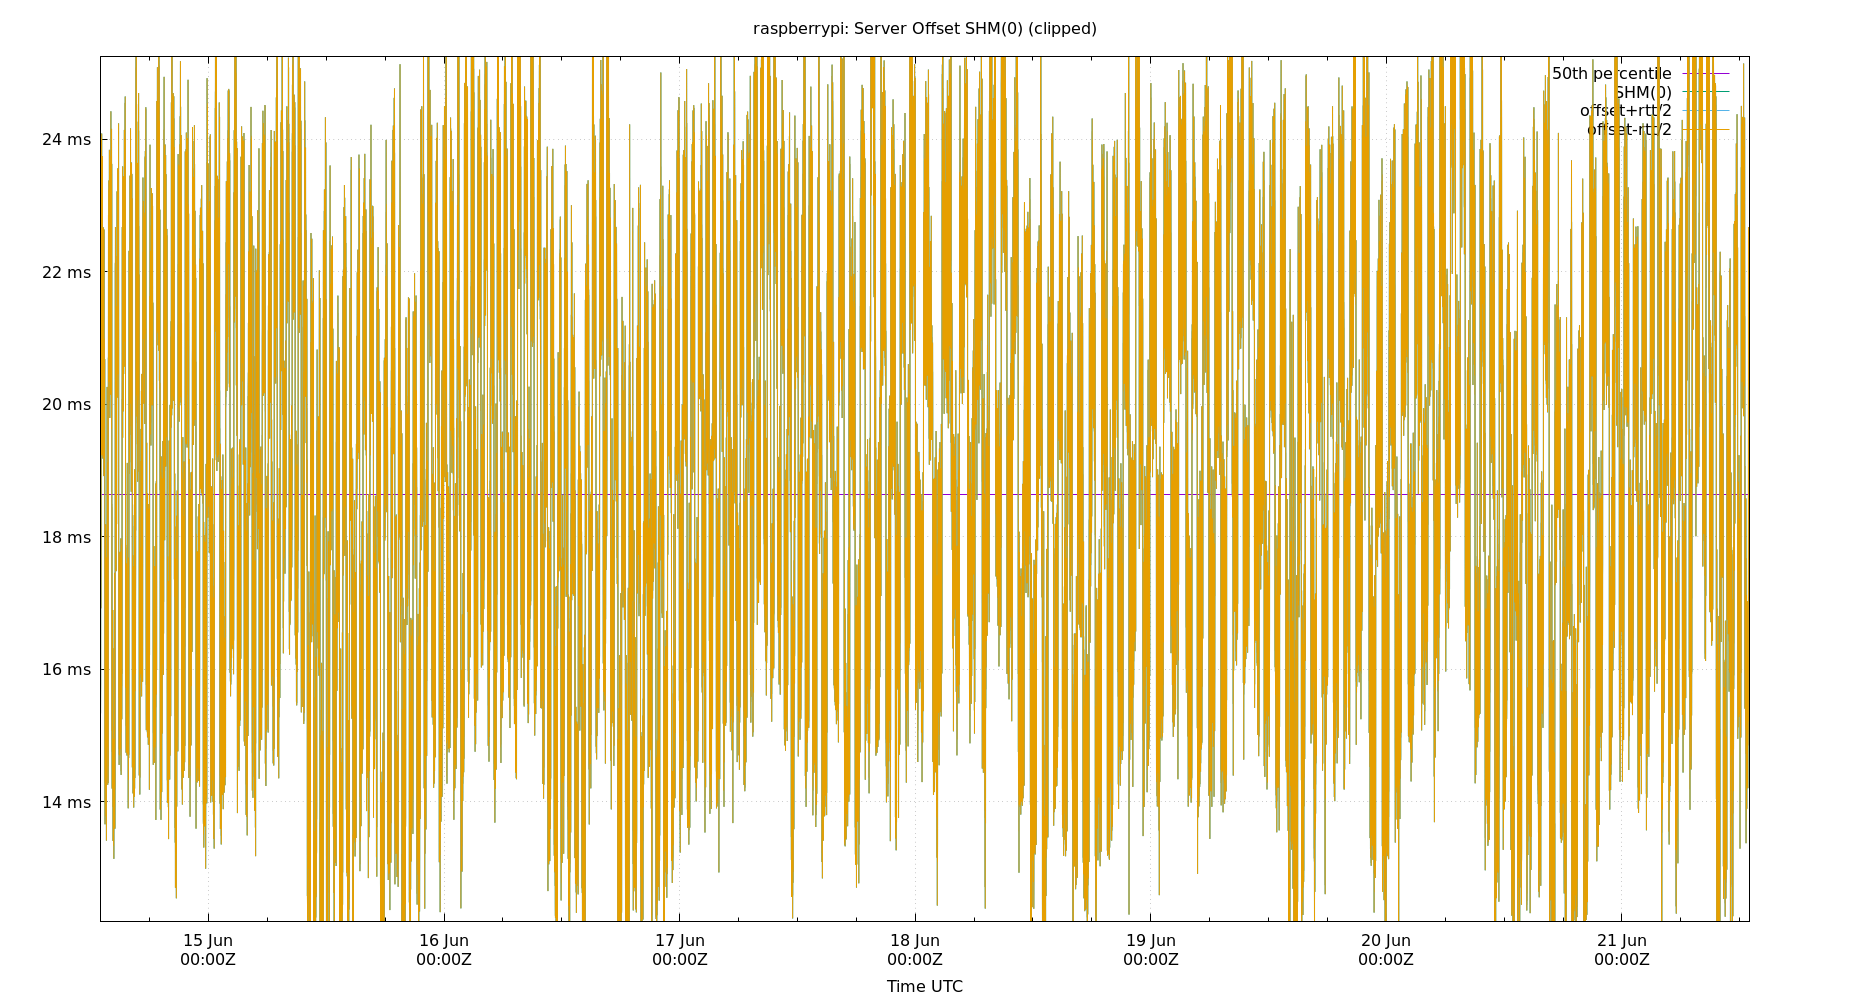 raspberrypi: Server Offset SHM(0) (clipped)
50th percentile
SHM(0)
offset+rtt/2
offset-rtt/2
24 ms
22 ms
20 ms
18 ms
16 ms
14 ms
15 Jun 16 Jun 17 Jun 18 Jun 19 Jun 20 Jun 21 Jun
00:00Z 00:00Z 00:00Z 00:00Z 00:00Z 00:00Z 00:00Z
Time UTC